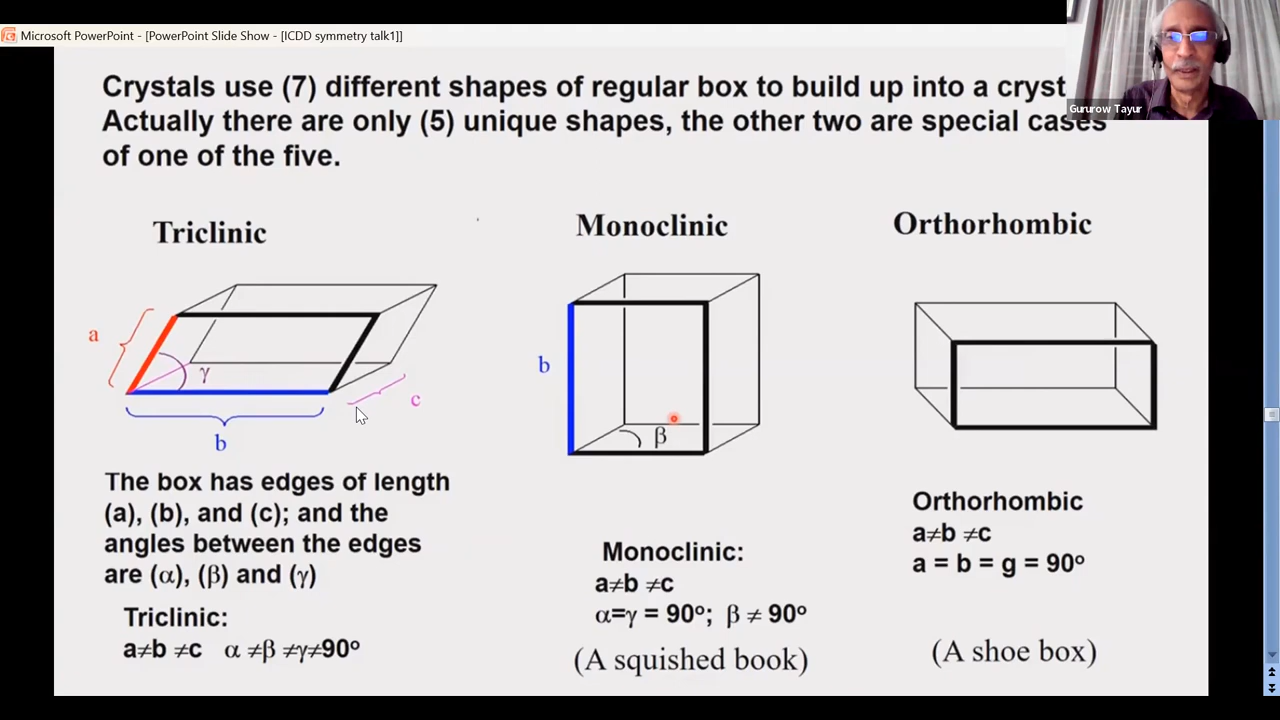 Microsoft PowerPoint - [PowerPoint Slide Show - [ICDD symmetry talk1]]
Gururow Tayur
Crystals use (7) different shapes of regular box to build up into a cryst
Actually there are only (5) unique shapes, the other two are special cases
of one of the five.
Triclinic
Monoclinic
Orthorhombic
a
γ
b
c
b
β
The box has edges of length
(a), (b), and (c); and the
angles between the edges
are (α), (β) and (γ)
Triclinic:
a≠b ≠c α ≠β ≠γ≠90º
Monoclinic:
a≠b ≠c
α=γ = 90º; β ≠ 90º
(A squished book)
Orthorhombic
a≠b ≠c
a = b = g = 90º
(A shoe box)